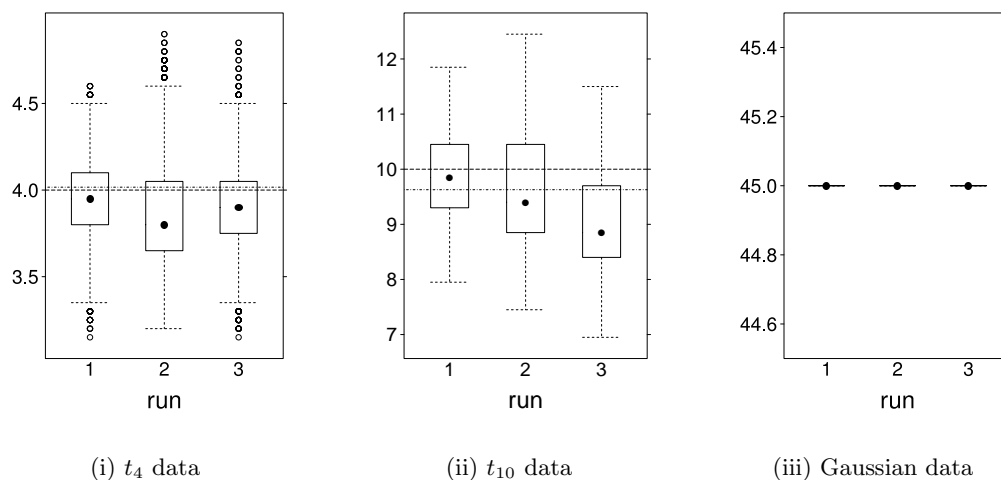 4.5
4.0
3.5
1 2 3
run
12
11
10
9
8
7
1 2 3
run
45.4
45.2
45.0
44.8
44.6
1 2 3
run
(i) t₄ data
(ii) t₁₀ data
(iii) Gaussian data